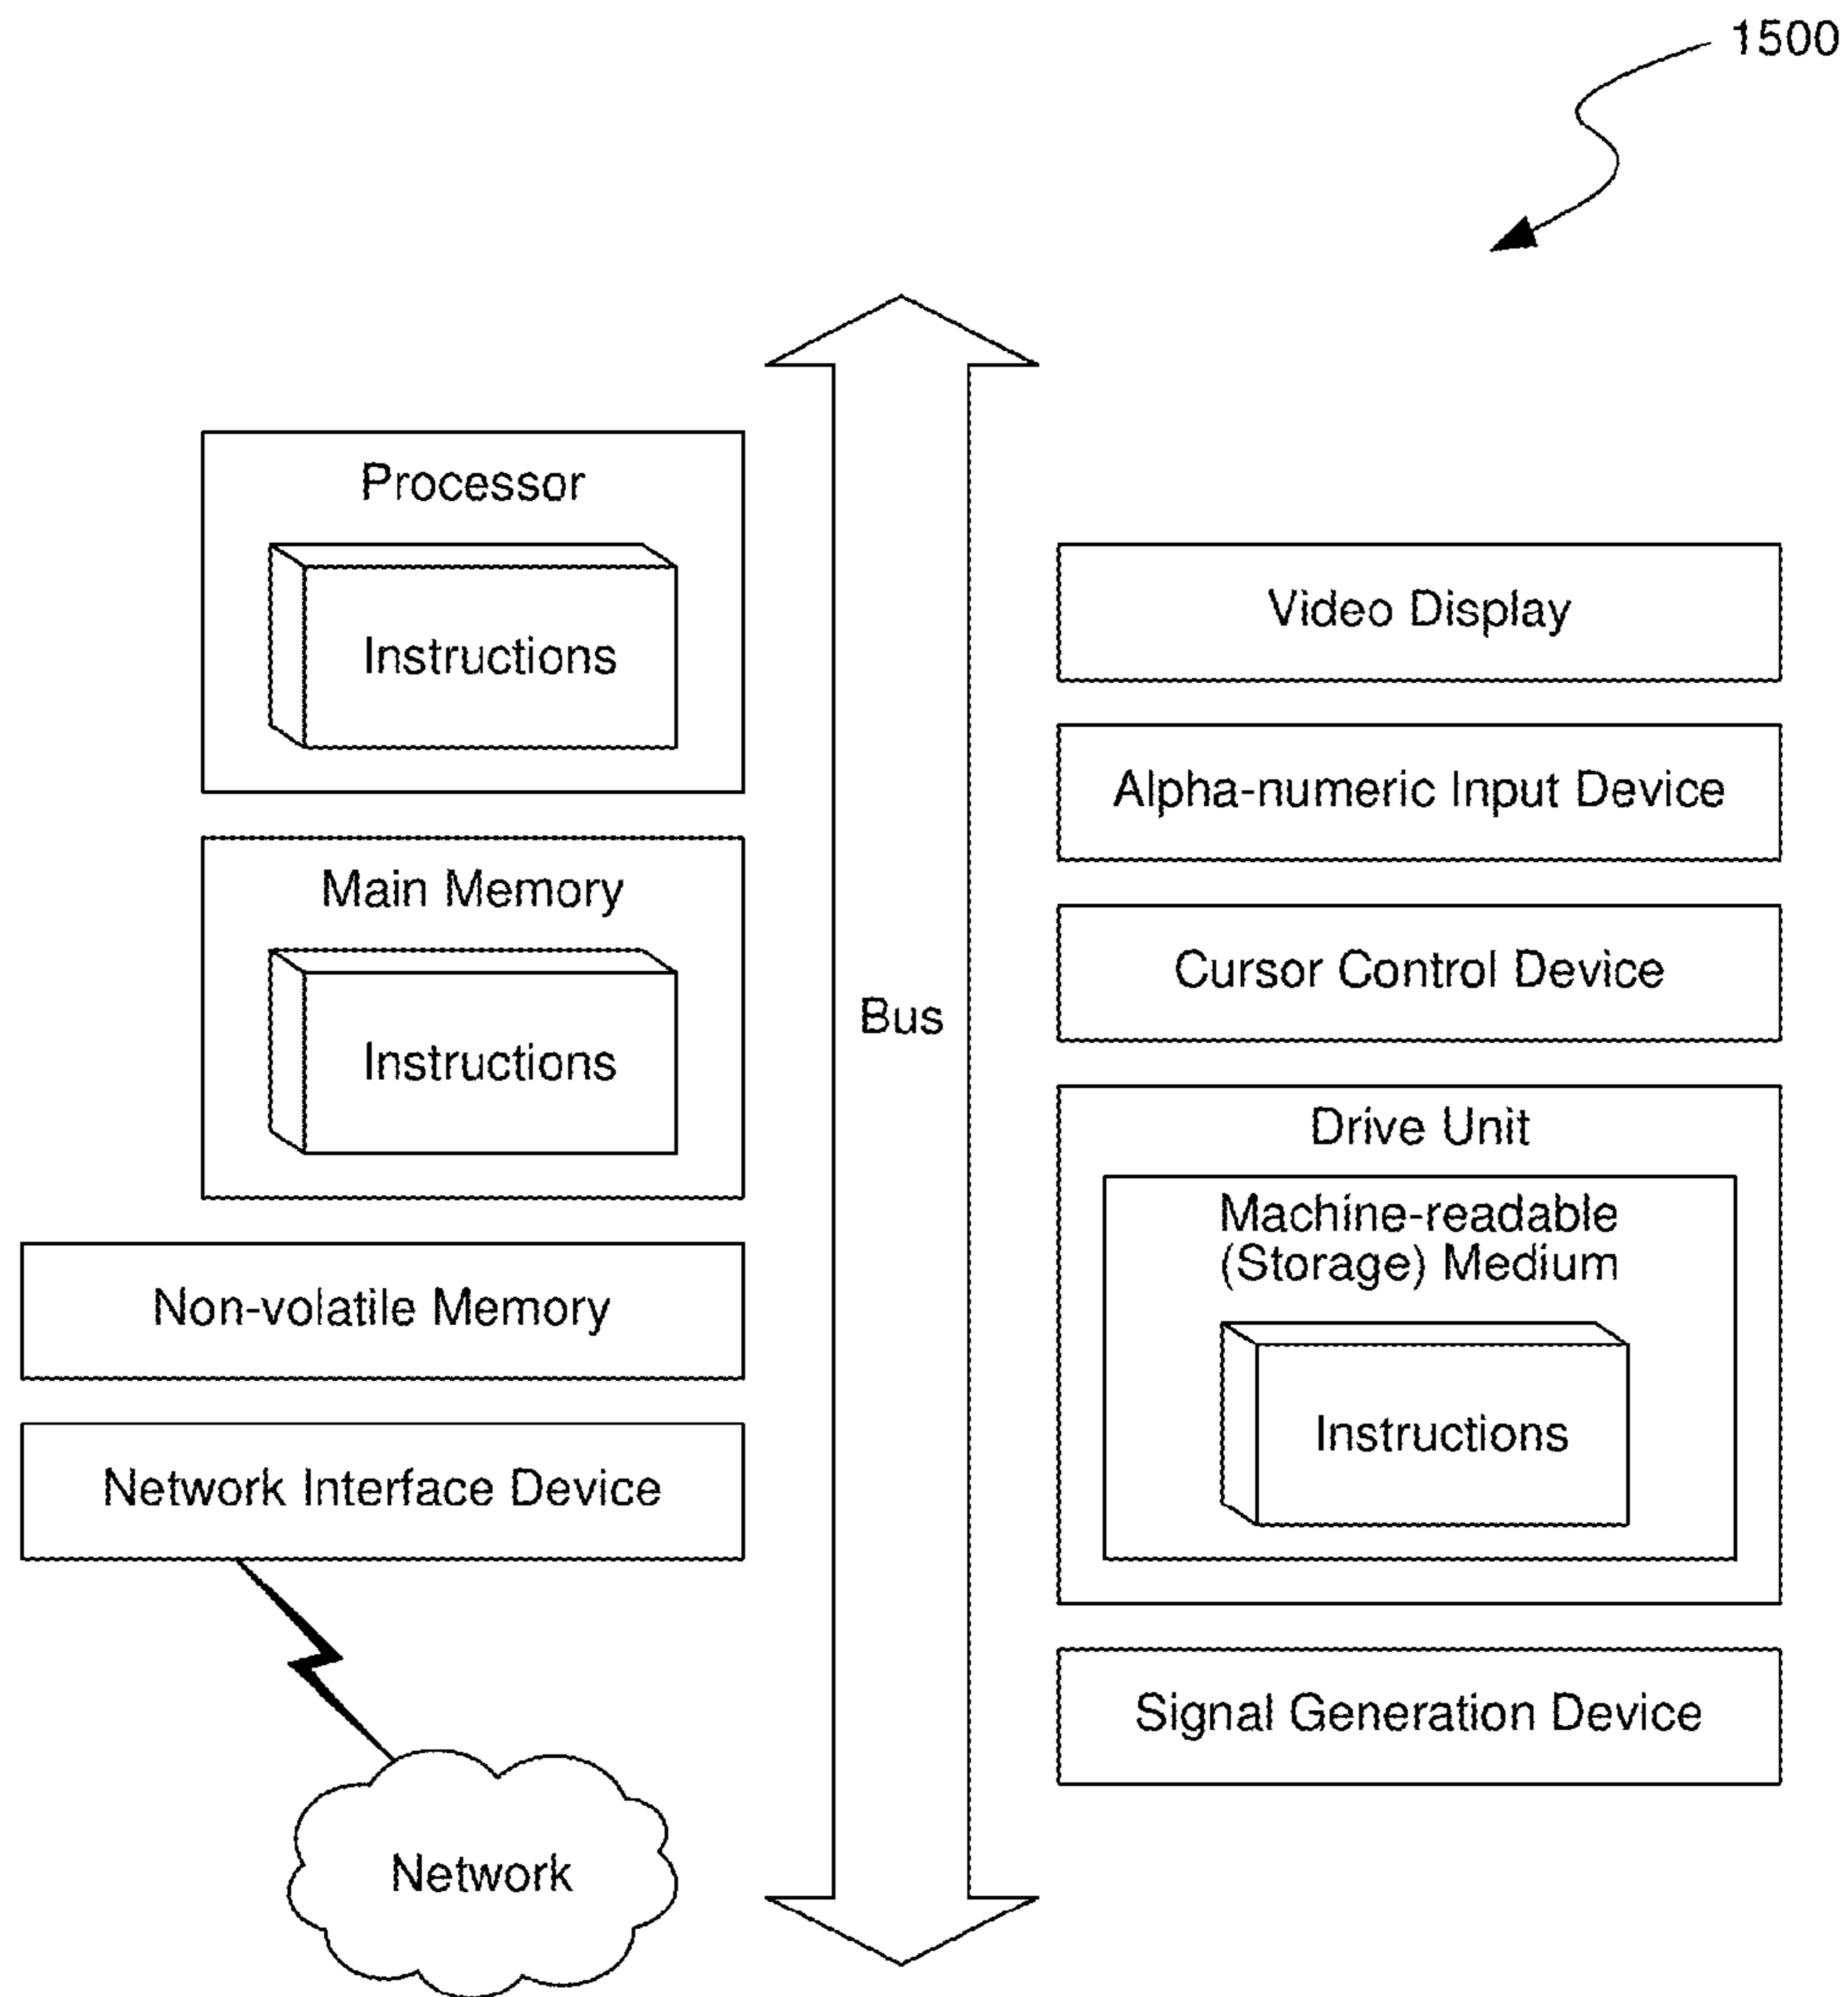 1500
Processor
Instructions
Main Memory
Instructions
Non-volatile Memory
Network Interface Device
Network
Bus
Video Display
Alpha-numeric Input Device
Cursor Control Device
Drive Unit
Machine-readable
(Storage) Medium
Instructions
Signal Generation Device